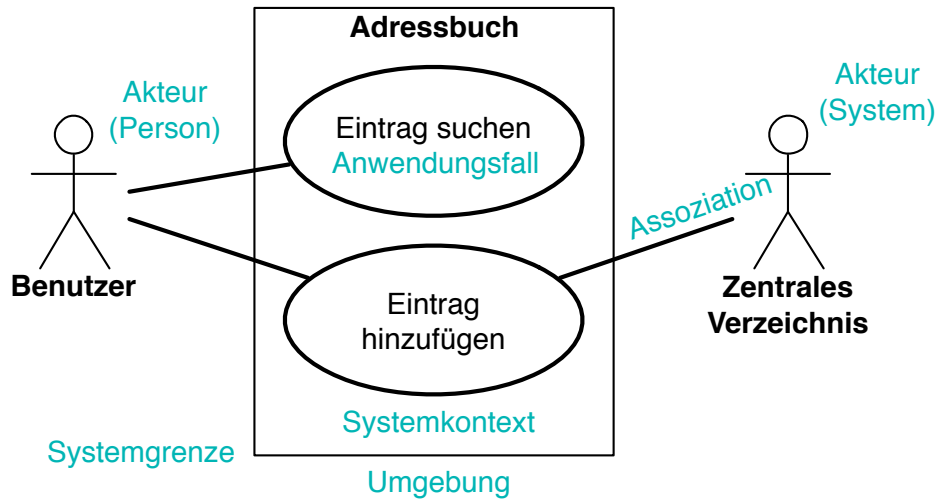 Adressbuch
Akteur
(Person)
Akteur
(System)
Eintrag suchen
Anwendungsfall
Assoziation
Benutzer
Eintrag
hinzufügen
Zentrales
Verzeichnis
Systemkontext
Systemgrenze
Umgebung